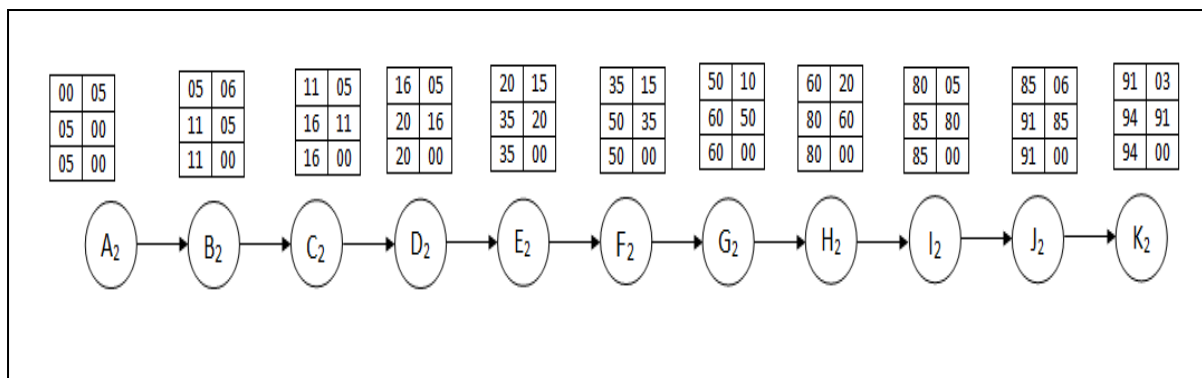 00 05 05 06 11 05 16 05 20 15 35 15 50 10 60 20 80 05 85 06 91 03
05 00 11 05 16 11 20 16 35 20 50 35 60 50 80 60 85 80 91 85 94 91
05 00 11 00 16 00 20 00 35 00 50 00 60 00 80 00 85 00 91 00 94 00
A₂ B₂ C₂ D₂ E₂ F₂ G₂ H₂ I₂ J₂ K₂